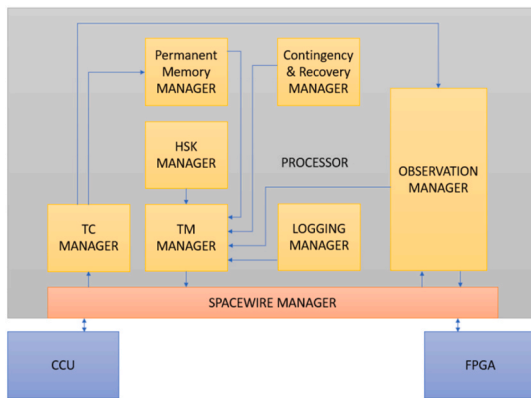 Permanent
Memory
MANAGER
Contingency
& Recovery
MANAGER
HSK
MANAGER
PROCESSOR
OBSERVATION
MANAGER
TC
MANAGER
TM
MANAGER
LOGGING
MANAGER
SPACEWIRE MANAGER
CCU
FPGA